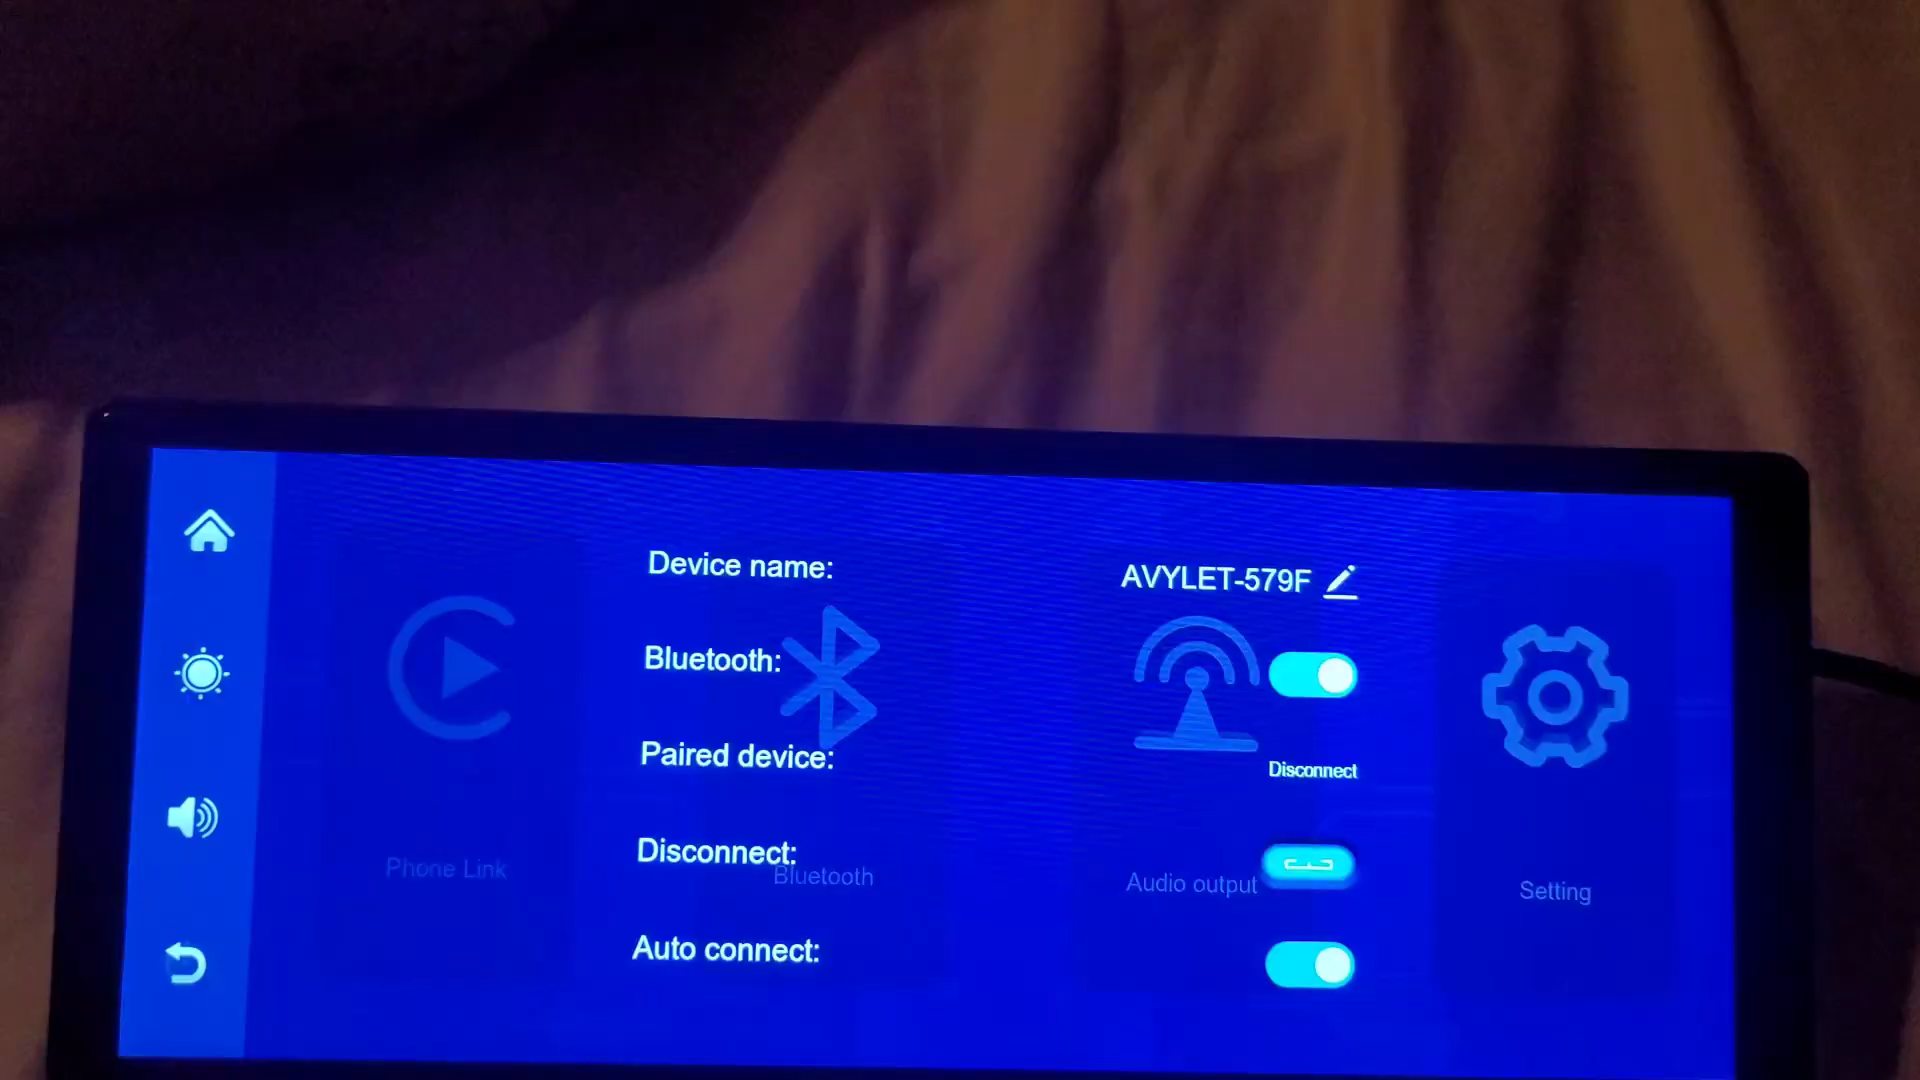 Device name: AVYLET-579F
Bluetooth:
Paired device: Disconnect
Disconnect:
Auto connect:
Phone Link
Bluetooth
Audio output
Setting